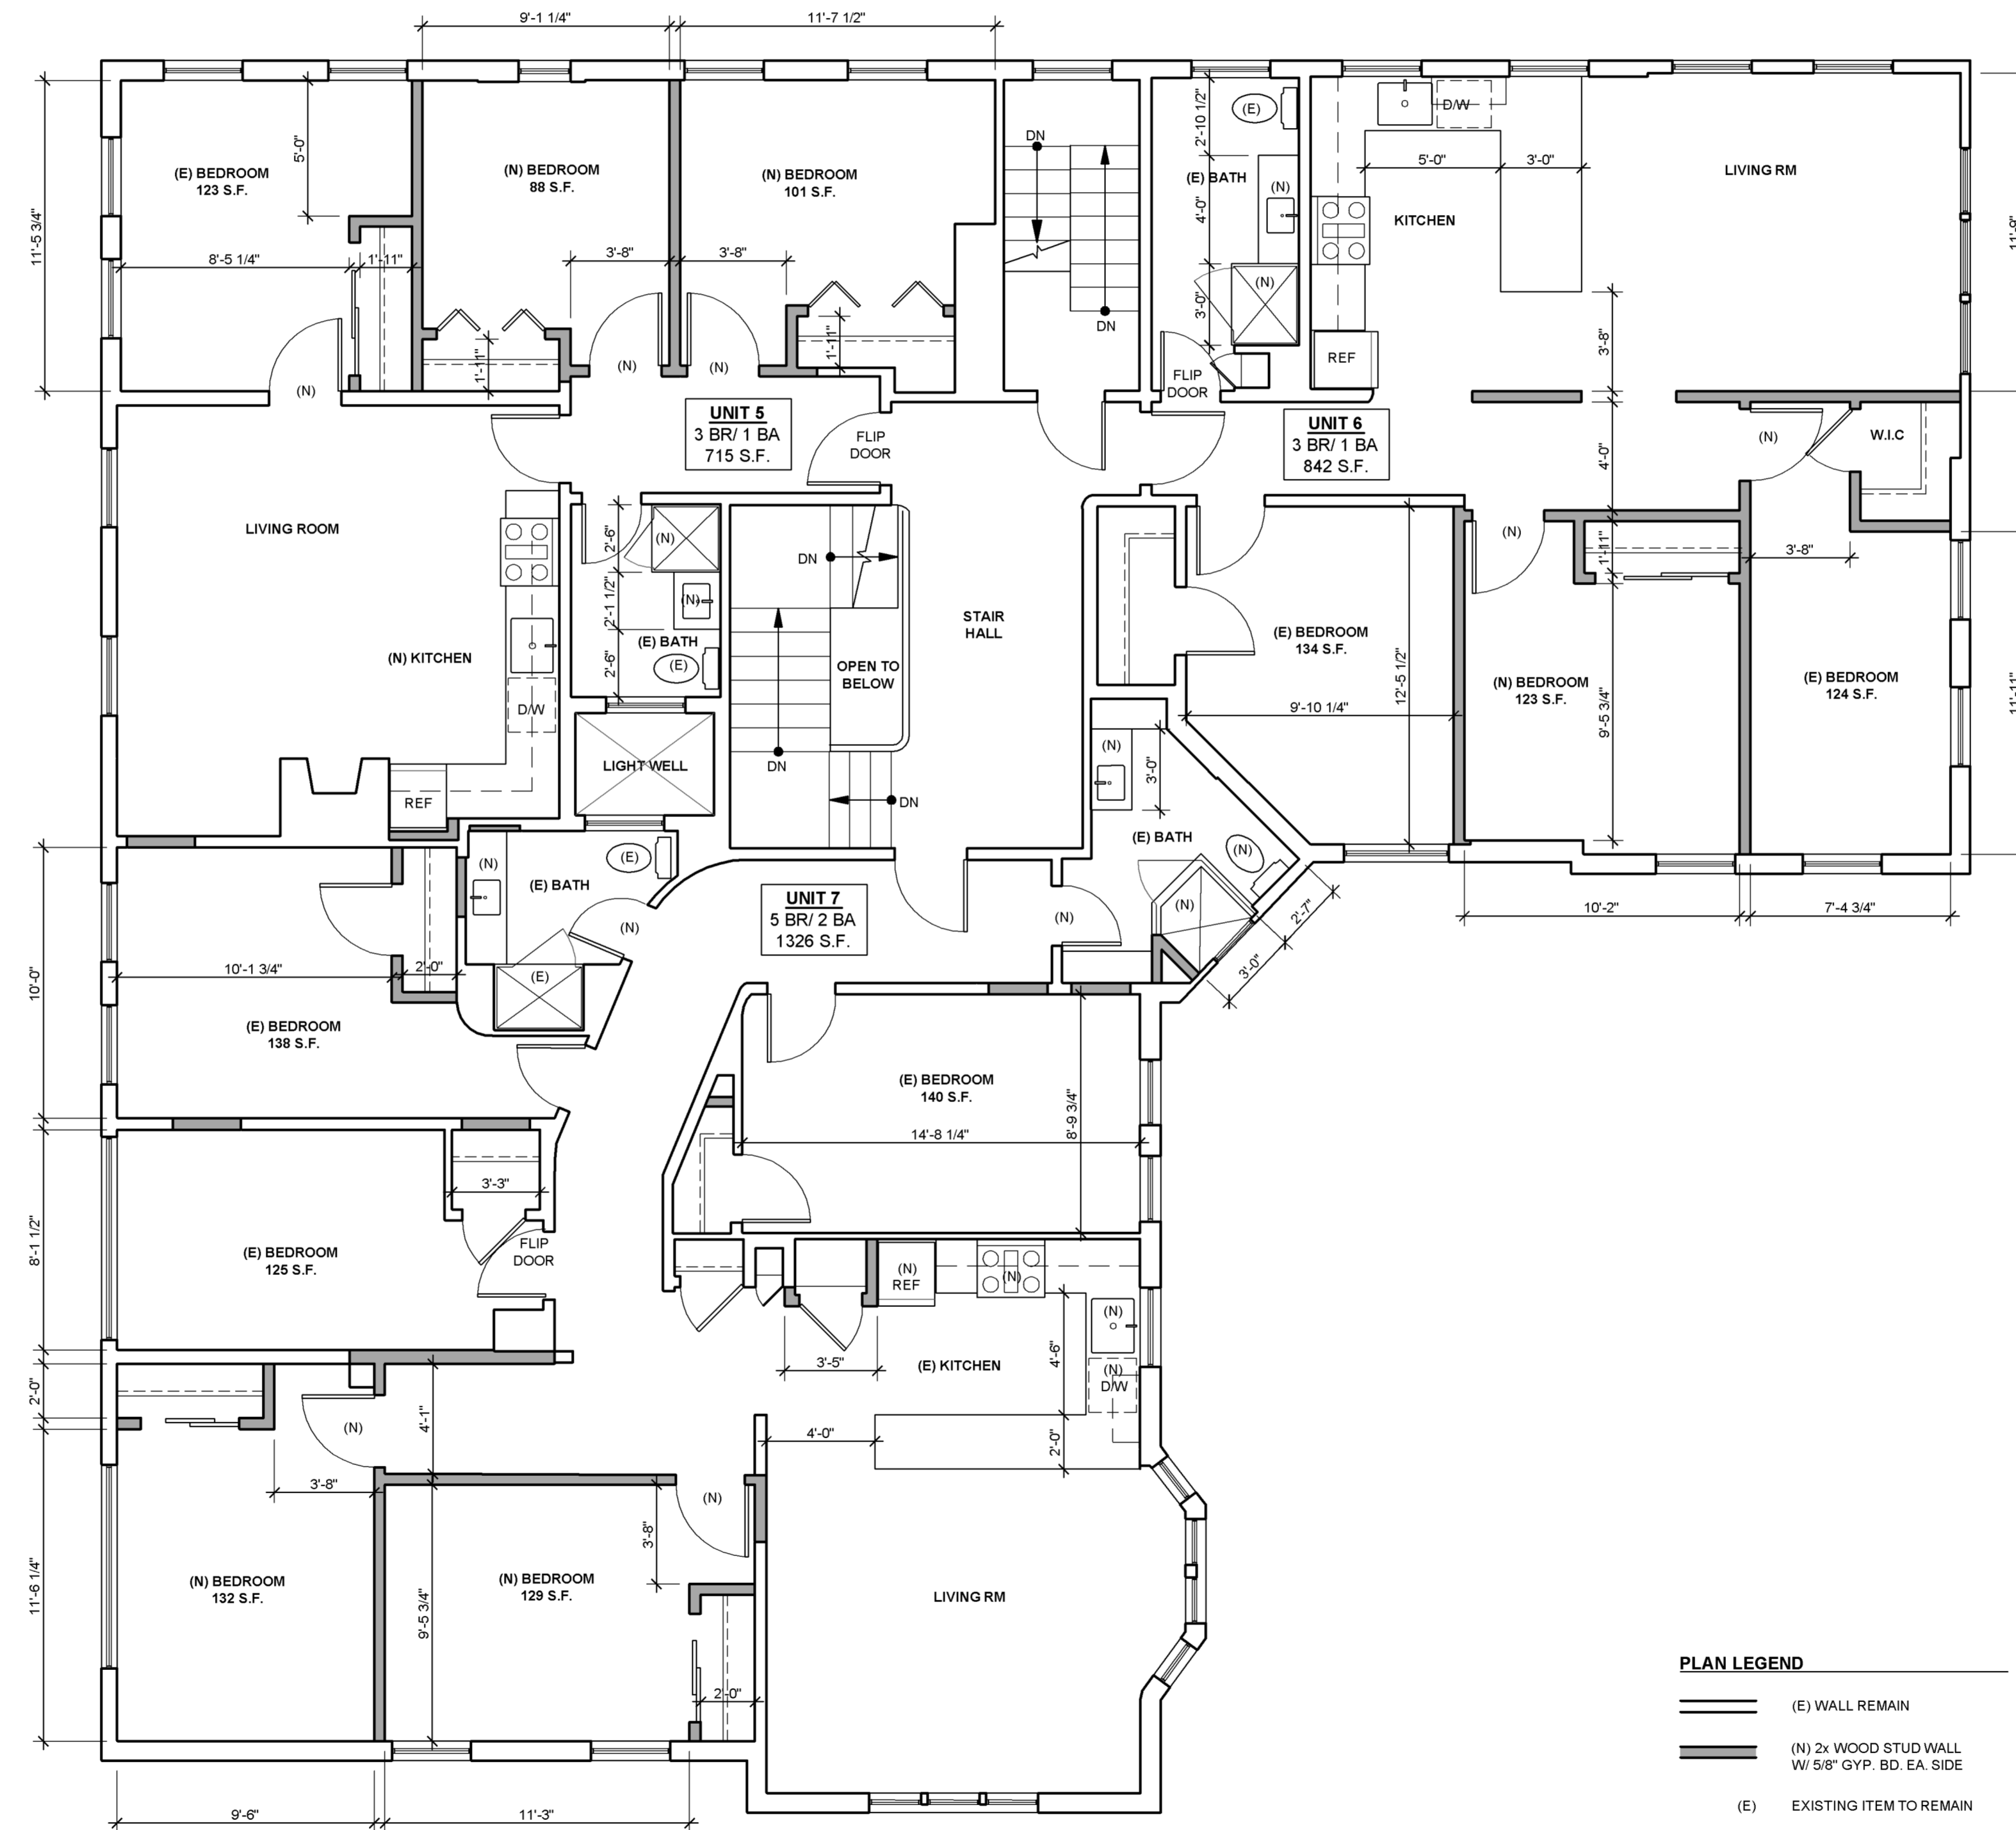 9'-1 1/4"
11'-7 1/2"
11'-5 3/4"
5'-0"
(E) BEDROOM
123 S.F.
8'-5 1/4"
1'-11"
(N)
(N) BEDROOM
88 S.F.
3'-8"
1'-11"
(N)
(N) BEDROOM
101 S.F.
3'-8"
1'-11"
(N)
DN
DN
2'-10 1/2"
(E)
(E) BATH
(N)
4'-0"
(N)
3'-0"
FLIP
DOOR
D/W
5'-0"
3'-0"
KITCHEN
REF
LIVING RM
3'-8"
11'-9"
UNIT 5
3 BR/ 1 BA
715 S.F.
FLIP
DOOR
UNIT 6
3 BR/ 1 BA
842 S.F.
4'-0"
(N)
W.I.C
LIVING ROOM
(N) KITCHEN
D/W
REF
2'-6"
(N)
2'-1 1/2"
(N)
(E) BATH
2'-6"
(E)
LIGHT WELL
DN
OPEN TO
BELOW
DN
DN
STAIR
HALL
(E) BEDROOM
134 S.F.
9'-10 1/4"
12'-5 1/2"
(N)
1'-11"
(N) BEDROOM
123 S.F.
9'-5 3/4"
3'-8"
(E) BEDROOM
124 S.F.
11'-11"
10'-2"
7'-4 3/4"
(N)
3'-0"
(E) BATH
(N)
(N)
2'-7"
3'-0"
(N)
UNIT 7
5 BR/ 2 BA
1326 S.F.
(N)
(E)
(E) BATH
(N)
(E)
10'-0"
10'-1 3/4"
2'-0"
(E) BEDROOM
138 S.F.
(E) BEDROOM
140 S.F.
14'-8 1/4"
8'-9 3/4"
8'-1 1/2"
3'-3"
(E) BEDROOM
125 S.F.
FLIP
DOOR
(N)
REF
(N)
(N)
(N)
D/W
3'-5"
(E) KITCHEN
4'-6"
4'-0"
2'-0"
2'-0"
(N)
4'-1"
3'-8"
(N)
3'-8"
11'-6 1/4"
(N) BEDROOM
132 S.F.
9'-5 3/4"
(N) BEDROOM
129 S.F.
2'-0"
LIVING RM
9'-6"
11'-3"
PLAN LEGEND
(E) WALL REMAIN
(N) 2x WOOD STUD WALL
W/ 5/8" GYP. BD. EA. SIDE
(E) EXISTING ITEM TO REMAIN